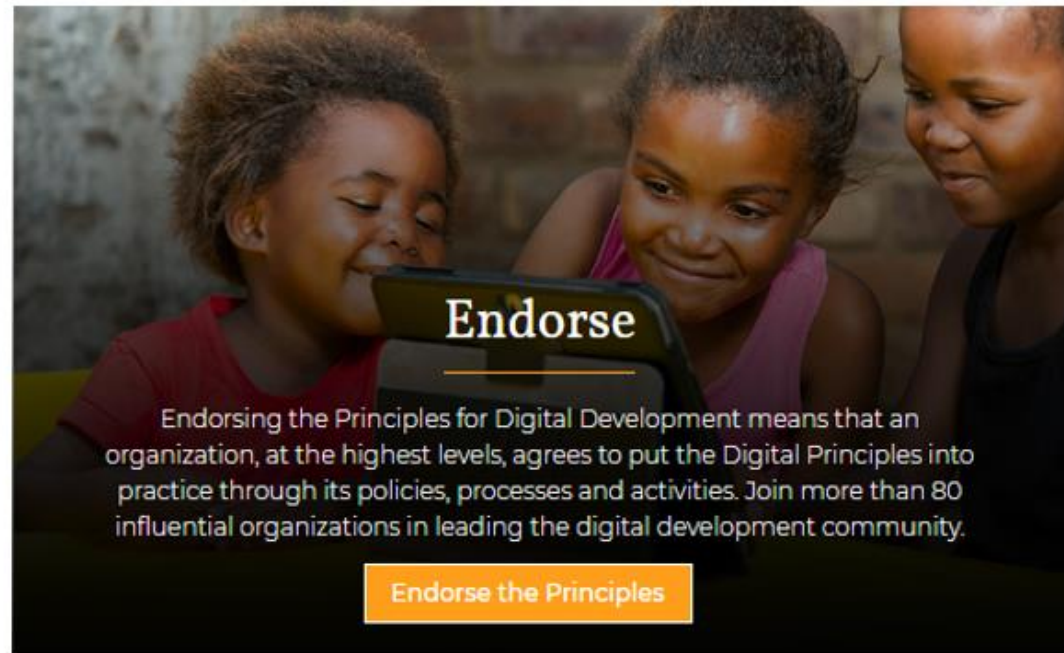 Endorse
Endorsing the Principles for Digital Development means that an
organization, at the highest levels, agrees to put the Digital Principles into
practice through its policies, processes and activities. Join more than 80
influential organizations in leading the digital development community.
Endorse the Principles